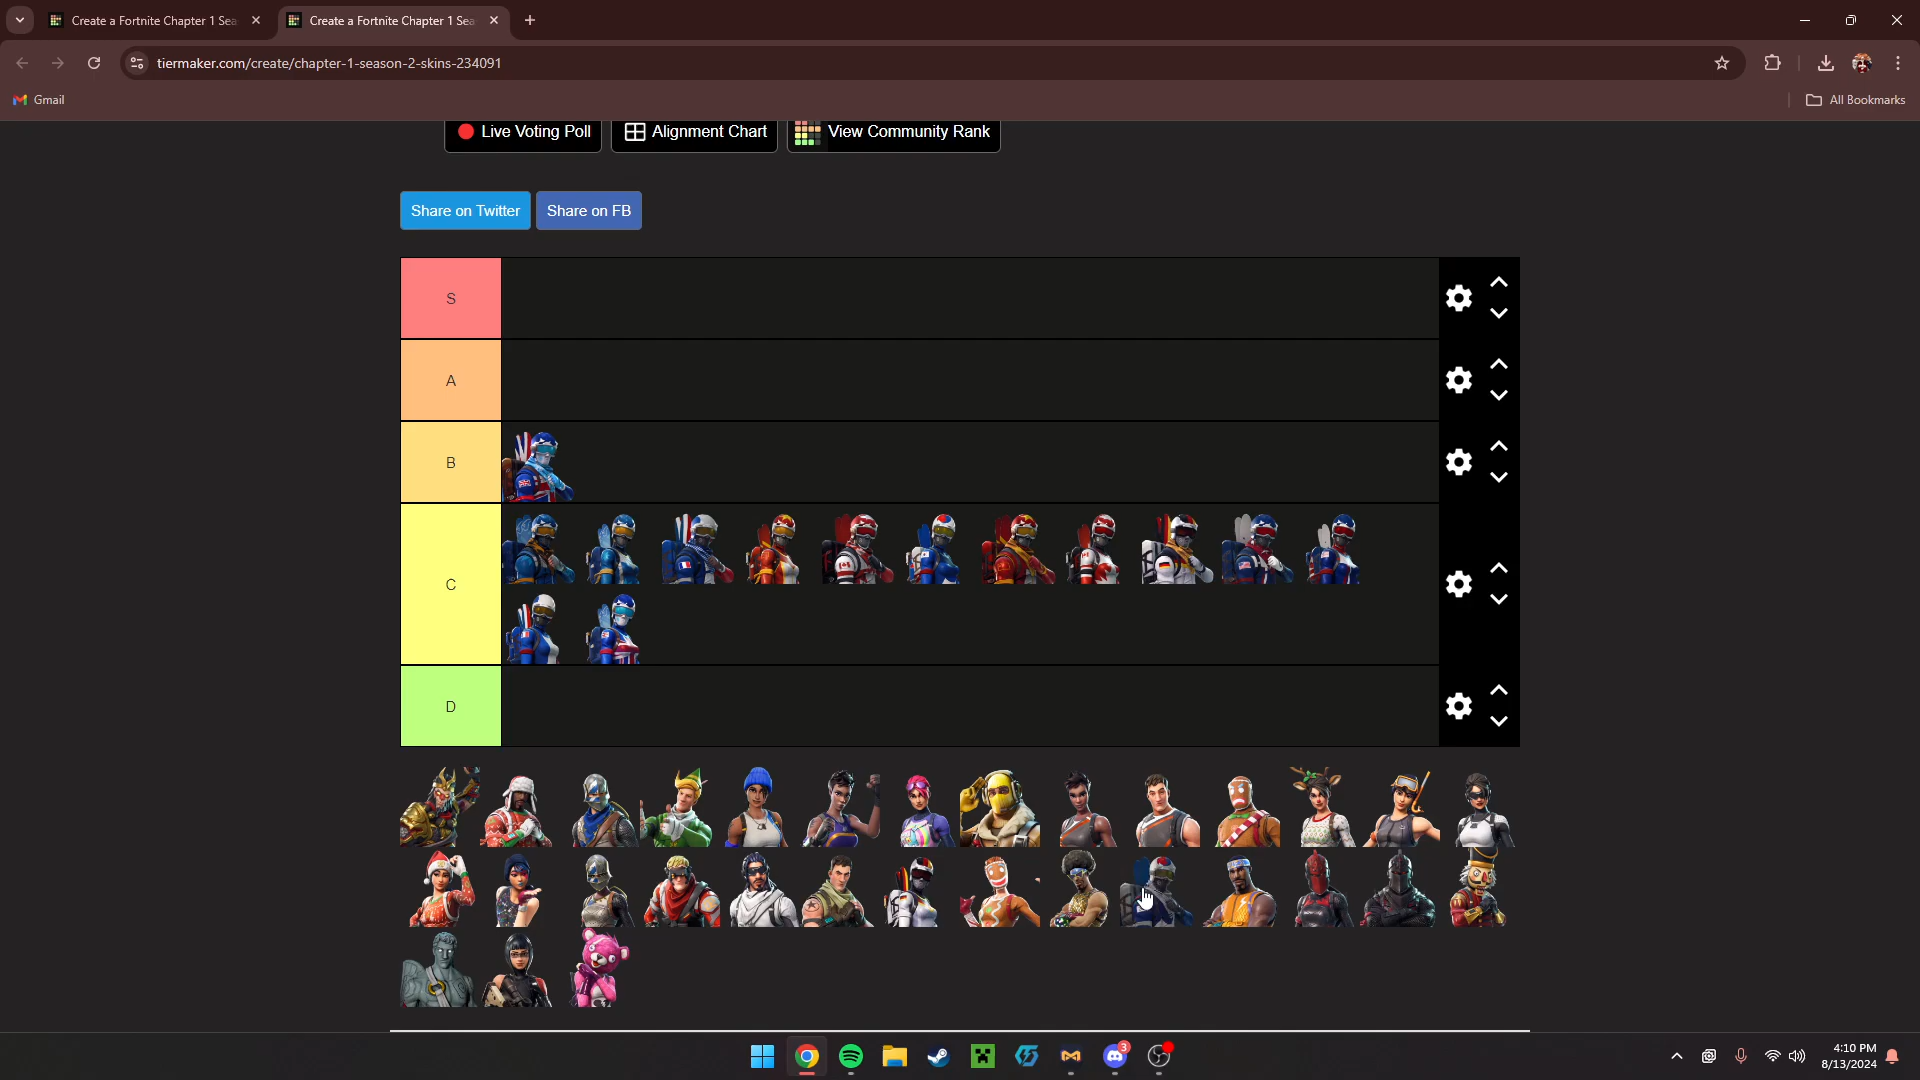 Create a Fortnite Chapter 1 Sea
Create a Fortnite Chapter 1 Sea
tiermaker.com/create/chapter-1-season-2-skins-234091
Gmail
All Bookmarks
Live Voting Poll
Alignment Chart
View Community Rank
Share on Twitter
Share on FB
S
A
B
C
D
3
4:10 PM
8/13/2024